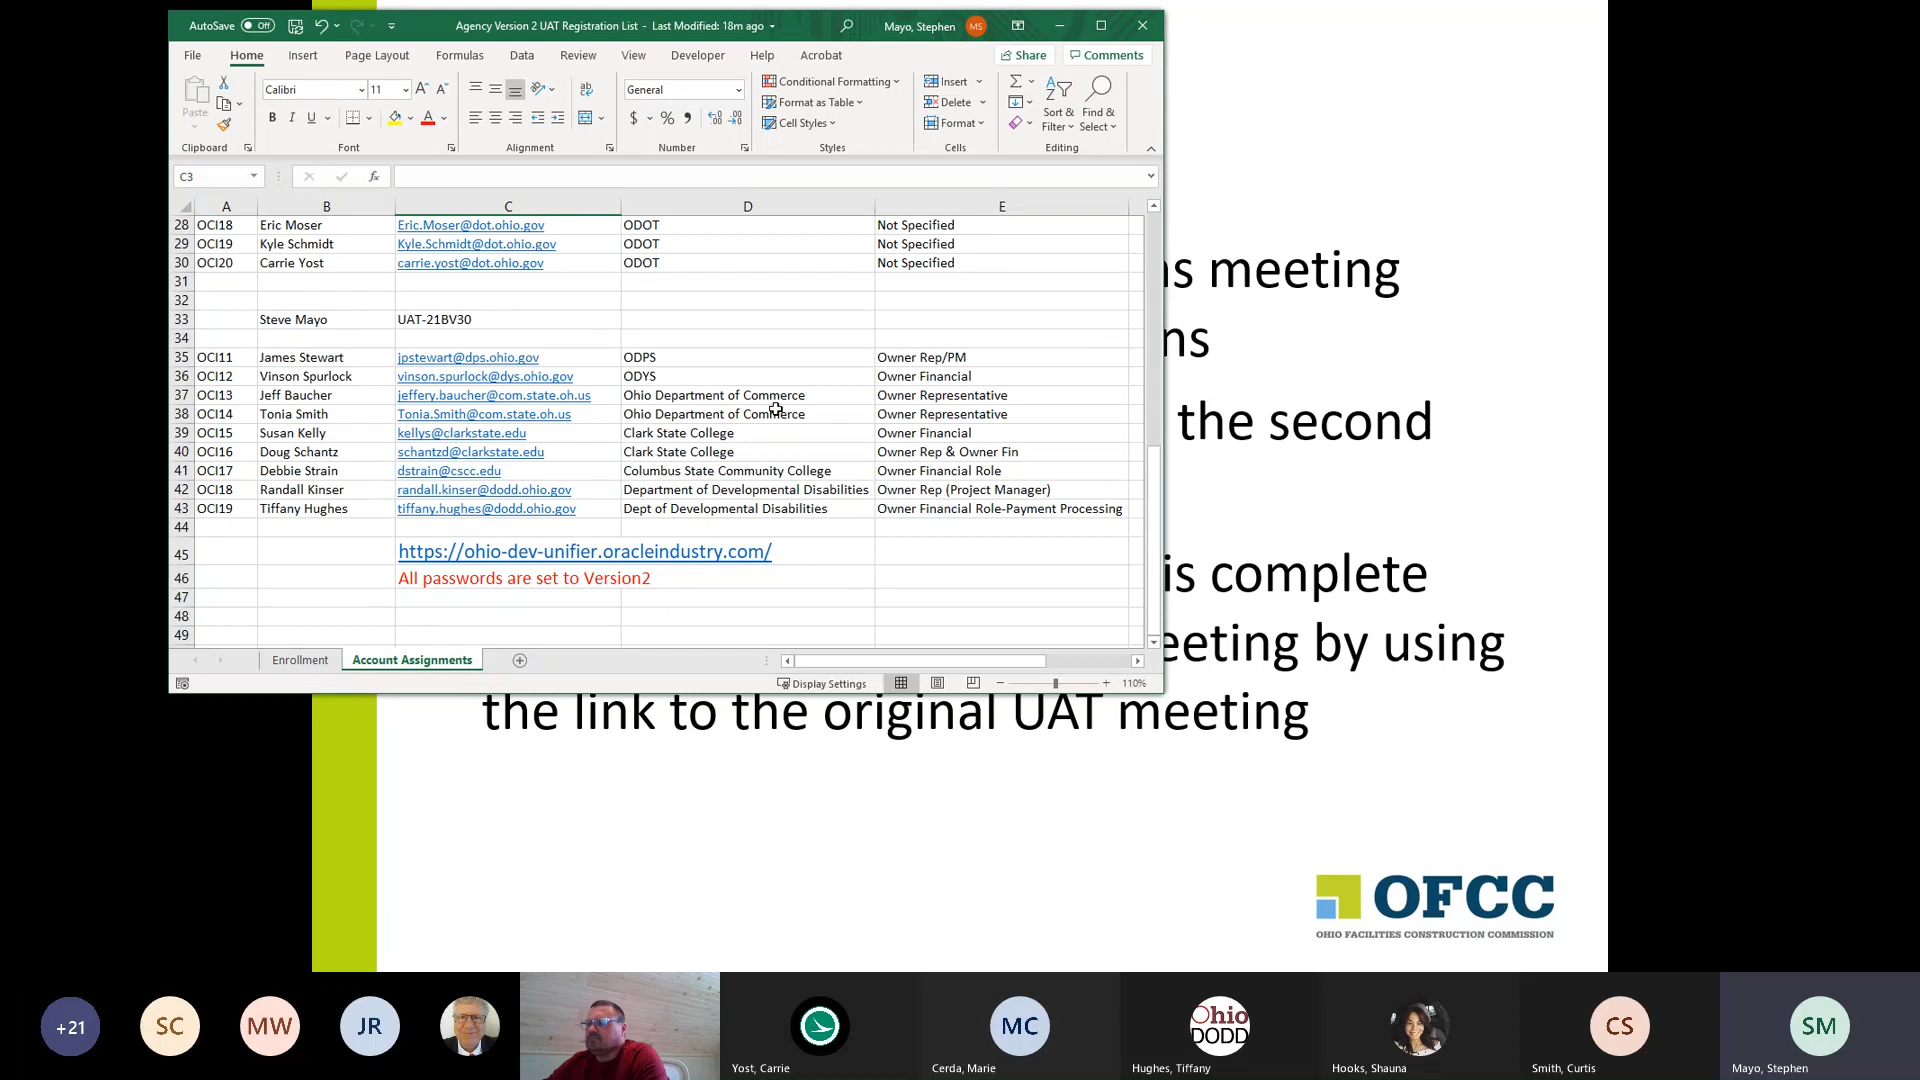 AutoSave Off Agency Version 2 UAT Registration List - Last Modified: 18m ago Mayo, Stephen MS
File Home Insert Page Layout Formulas Data Review View Developer Help Acrobat Share Comments
Paste Calibri 11 General Conditional Formatting Insert
Format as Table Delete Sort & Find &
B I U Cell Styles Format Filter Select
Clipboard Font Alignment Number Styles Cells Editing
C3 fx
A B C D E
28 OCI18 Eric Moser Eric.Moser@dot.ohio.gov ODOT Not Specified
29 OCI19 Kyle Schmidt Kyle.Schmidt@dot.ohio.gov ODOT Not Specified
30 OCI20 Carrie Yost carrie.yost@dot.ohio.gov ODOT Not Specified
31
32
33 Steve Mayo UAT-21BV30
34
35 OCI11 James Stewart jpstewart@dps.ohio.gov ODPS Owner Rep/PM
36 OCI12 Vinson Spurlock vinson.spurlock@dys.ohio.gov ODYS Owner Financial
37 OCI13 Jeff Baucher jeffery.baucher@com.state.oh.us Ohio Department of Commerce Owner Representative
38 OCI14 Tonia Smith Tonia.Smith@com.state.oh.us Ohio Department of Commerce Owner Representative
39 OCI15 Susan Kelly kellys@clarkstate.edu Clark State College Owner Financial
40 OCI16 Doug Schantz schantzd@clarkstate.edu Clark State College Owner Rep & Owner Fin
41 OCI17 Debbie Strain dstrain@cscc.edu Columbus State Community College Owner Financial Role
42 OCI18 Randall Kinser randall.kinser@dodd.ohio.gov Department of Developmental Disabilities Owner Rep (Project Manager)
43 OCI19 Tiffany Hughes tiffany.hughes@dodd.ohio.gov Dept of Developmental Disabilities Owner Financial Role-Payment Processing
44
45 https://ohio-dev-unifier.oracleindustry.com/
46 All passwords are set to Version2
47
48
49
Enrollment Account Assignments
Display Settings 110%
s meeting
ns
the second
is complete
eeting by using
the link to the original UAT meeting
OFCC
OHIO FACILITIES CONSTRUCTION COMMISSION
+21 SC MW JR MC Ohio DODD CS SM
Yost, Carrie Cerda, Marie Hughes, Tiffany Hooks, Shauna Smith, Curtis Mayo, Stephen